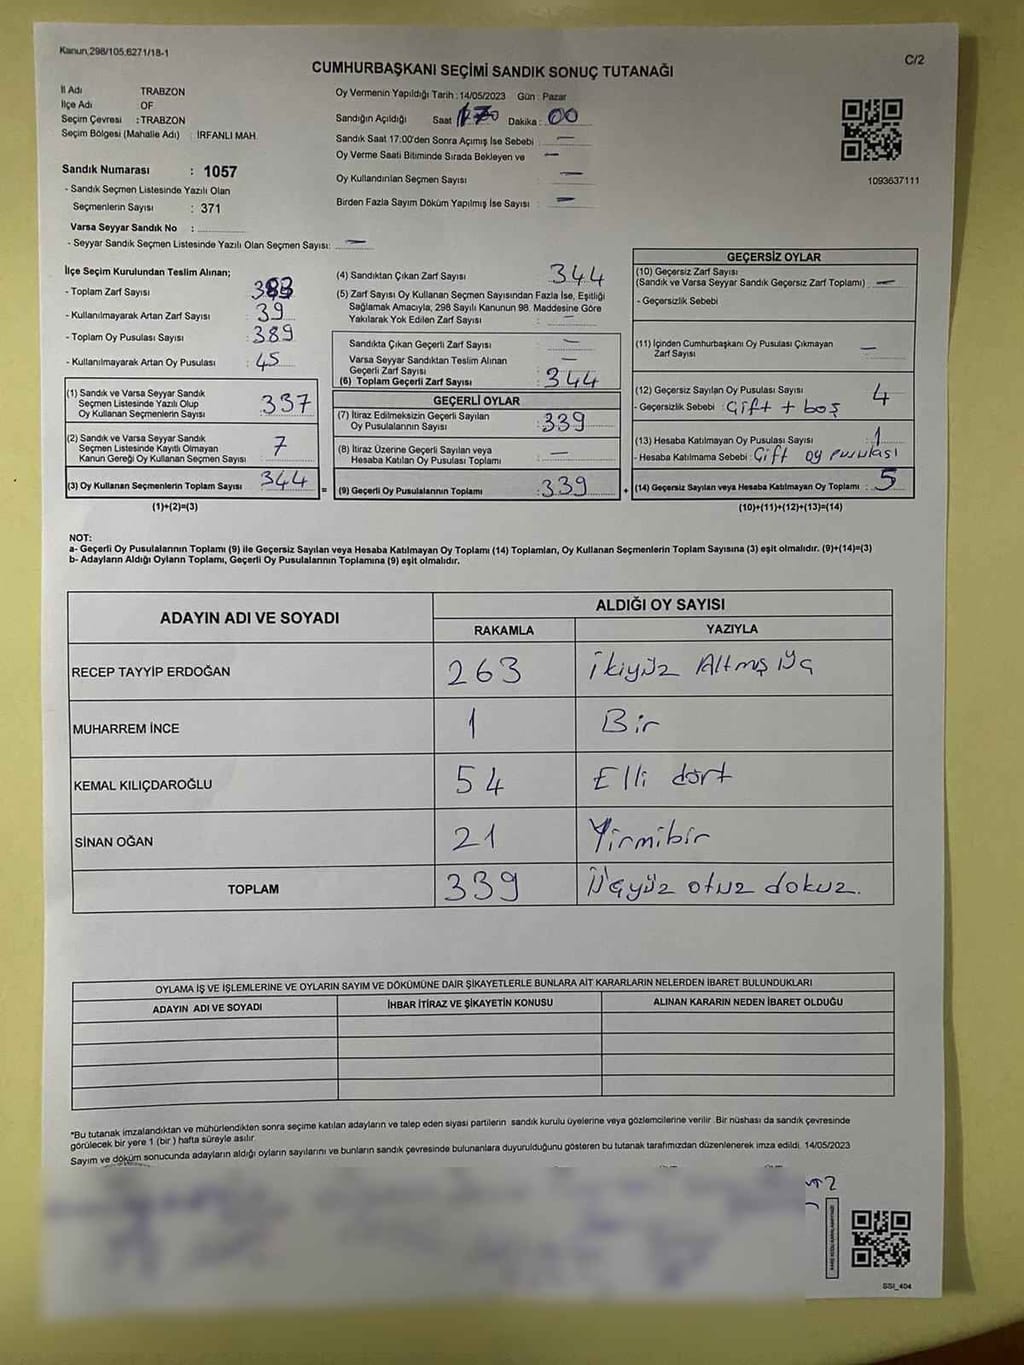 Kanun 298/105,6271/18-1
C/2
CUMHURBAŞKANI SEÇİMİ SANDIK SONUÇ TUTANAĞI
İl Adı TRABZON
İlçe Adı OF
Seçim Çevresi : TRABZON
Seçim Bölgesi (Mahalle Adı) : İRFANLI MAH.
Sandık Numarası : 1057
- Sandık Seçmen Listesinde Yazılı Olan
Seçmenlerin Sayısı : 371
Varsa Seyyar Sandık No :
- Seyyar Sandık Seçmen Listesinde Yazılı Olan Seçmen Sayısı: —
Oy Vermenin Yapıldığı Tarih : 14/05/2023 Gün : Pazar
Sandığın Açıldığı Saat Dakika : 00
Sandık Saat 17:00'den Sonra Açımış İse Sebebi —
Oy Verme Saati Bitiminde Sırada Bekleyen ve —
Oy Kullandırılan Seçmen Sayısı : —
Birden Fazla Sayım Döküm Yapılmış İse Sayısı : —
1093637111
İlçe Seçim Kurulundan Teslim Alınan;
- Toplam Zarf Sayısı : 383
- Kullanılmayarak Artan Zarf Sayısı : 39
- Toplam Oy Pusulası Sayısı : 389
- Kullanılmayarak Artan Oy Pusulası : 45
(1) Sandık ve Varsa Seyyar Sandık
Seçmen Listesinde Yazılı Olup
Oy Kullanan Seçmenlerin Sayısı : 337
(2) Sandık ve Varsa Seyyar Sandık
Seçmen Listesinde Kayıtlı Olmayan
Kanun Gereği Oy Kullanan Seçmen Sayısı : 7
(3) Oy Kullanan Seçmenlerin Toplam Sayısı : 344
(1)+(2)=(3)
(4) Sandıktan Çıkan Zarf Sayısı 344
(5) Zarf Sayısı Oy Kullanan Seçmen Sayısından Fazla İse, Eşitliği
Sağlamak Amacıyla; 298 Sayılı Kanunun 98. Maddesine Göre
Yakılarak Yok Edilen Zarf Sayısı : —
Sandıkta Çıkan Geçerli Zarf Sayısı : —
Varsa Seyyar Sandıktan Teslim Alınan
Geçerli Zarf Sayısı : —
(6) Toplam Geçerli Zarf Sayısı : 344
GEÇERLİ OYLAR
(7) İtiraz Edilmeksizin Geçerli Sayılan
Oy Pusulalarının Sayısı : 339
(8) İtiraz Üzerine Geçerli Sayılan veya
Hesaba Katılan Oy Pusulası Toplamı : —
= (9) Geçerli Oy Pusulalarının Toplamı : 339 +
GEÇERSİZ OYLAR
(10) Geçersiz Zarf Sayısı
(Sandık ve Varsa Seyyar Sandık Geçersiz Zarf Toplamı) : —
- Geçersizlik Sebebi
(11) İçinden Cumhurbaşkanı Oy Pusulası Çıkmayan
Zarf Sayısı : —
(12) Geçersiz Sayılan Oy Pusulası Sayısı : 4
- Geçersizlik Sebebi : Çift + boş
(13) Hesaba Katılmayan Oy Pusulası Sayısı : 1
- Hesaba Katılmama Sebebi : Çift oy pusulası
(14) Geçersiz Sayılan veya Hesaba Katılmayan Oy Toplamı : 5
(10)+(11)+(12)+(13)=(14)
NOT:
a- Geçerli Oy Pusulalarının Toplamı (9) ile Geçersiz Sayılan veya Hesaba Katılmayan Oy Toplamı (14) Toplamları, Oy Kullanan Seçmenlerin Toplam Sayısına (3) eşit olmalıdır. (9)+(14)=(3)
b- Adayların Aldığı Oyların Toplamı, Geçerli Oy Pusulalarının Toplamına (9) eşit olmalıdır.
ADAYIN ADI VE SOYADI
ALDIĞI OY SAYISI
RAKAMLA YAZIYLA
RECEP TAYYİP ERDOĞAN 263 ikiyüz Altmış üç
MUHARREM İNCE 1 Bir
KEMAL KILIÇDAROĞLU 54 Elli dört
SİNAN OĞAN 21 Yirmibir
TOPLAM 339 Üçyüz otuz dokuz.
OYLAMA İŞ VE İŞLEMLERİNE VE OYLARIN SAYIM VE DÖKÜMÜNE DAİR ŞİKAYETLERLE BUNLARA AİT KARARLARIN NELERDEN İBARET BULUNDUKLARI
ADAYIN ADI VE SOYADI İHBAR İTİRAZ VE ŞİKAYETİN KONUSU ALINAN KARARIN NEDEN İBARET OLDUĞU
*Bu tutanak imzalandıktan ve mühürlendikten sonra seçime katılan adayların ve talep eden siyasi partilerin sandık kurulu üyelerine veya gözlemcilerine verilir. Bir nüshası da sandık çevresinde
görülecek bir yere 1 (bir) hafta süreyle asılır.
Sayım ve döküm sonucunda adayların aldığı oyların sayılarını ve bunların sandık çevresinde bulunanlara duyurulduğunu gösteren bu tutanak tarafımızdan düzenlenerek imza edildi. 14/05/2023
SSI_404